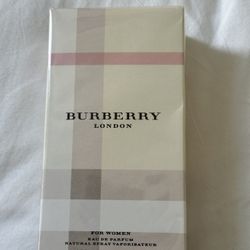 BURBERRY
LONDON
FOR WOMEN
EAU DE PARFUM
NATURAL SPRAY VAPORISATEUR